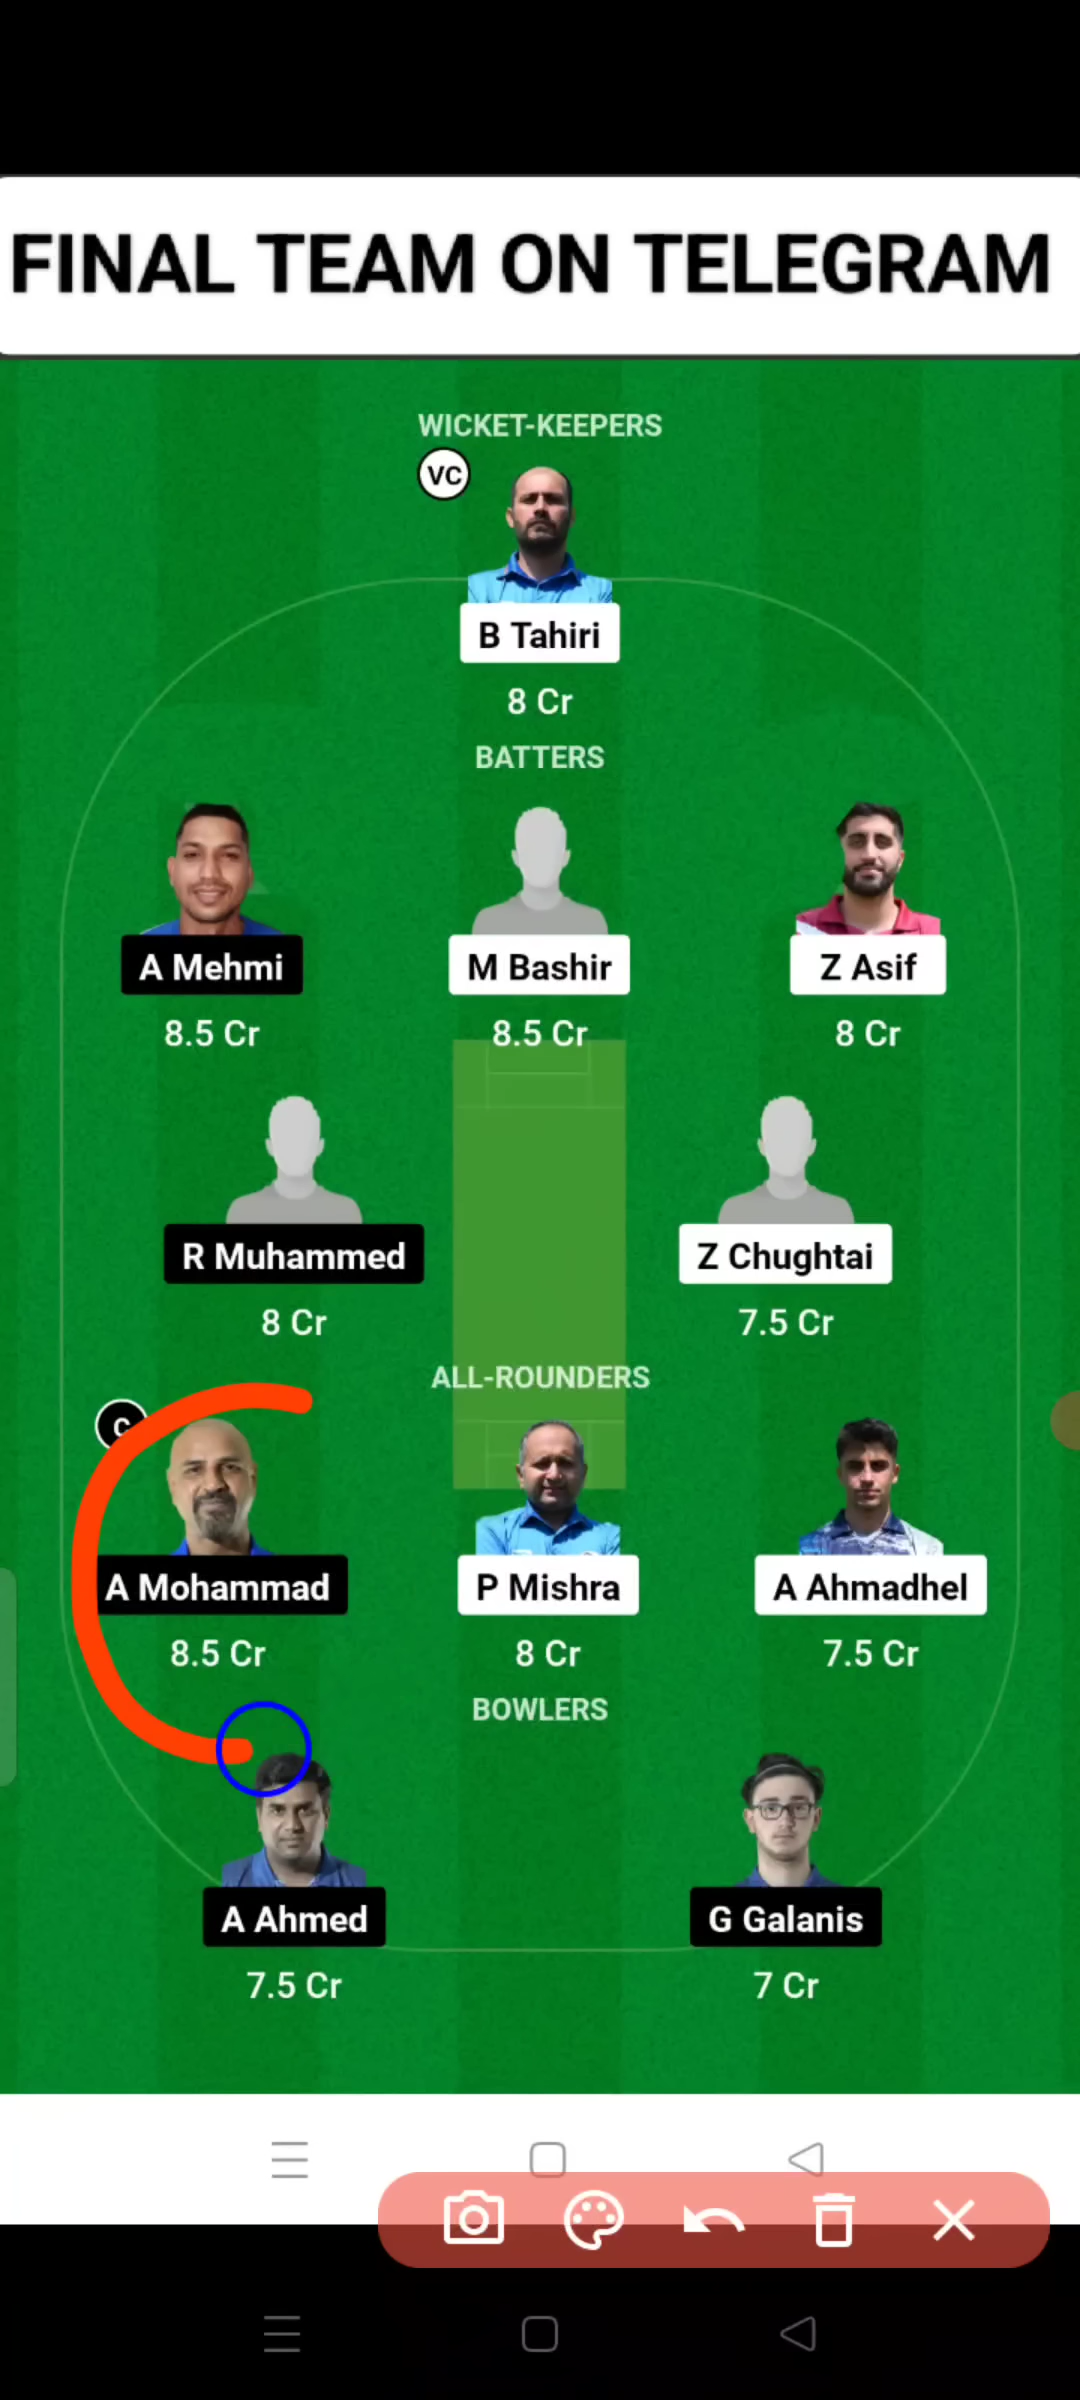 FINAL TEAM ON TELEGRAM
WICKET-KEEPERS
VC
B Tahiri
8 Cr
BATTERS
A Mehmi
M Bashir
Z Asif
8.5 Cr
8.5 Cr
8 Cr
R Muhammed
Z Chughtai
8 Cr
7.5 Cr
ALL-ROUNDERS
C
A Mohammad
P Mishra
A Ahmadhel
8.5 Cr
8 Cr
7.5 Cr
BOWLERS
A Ahmed
G Galanis
7.5 Cr
7 Cr